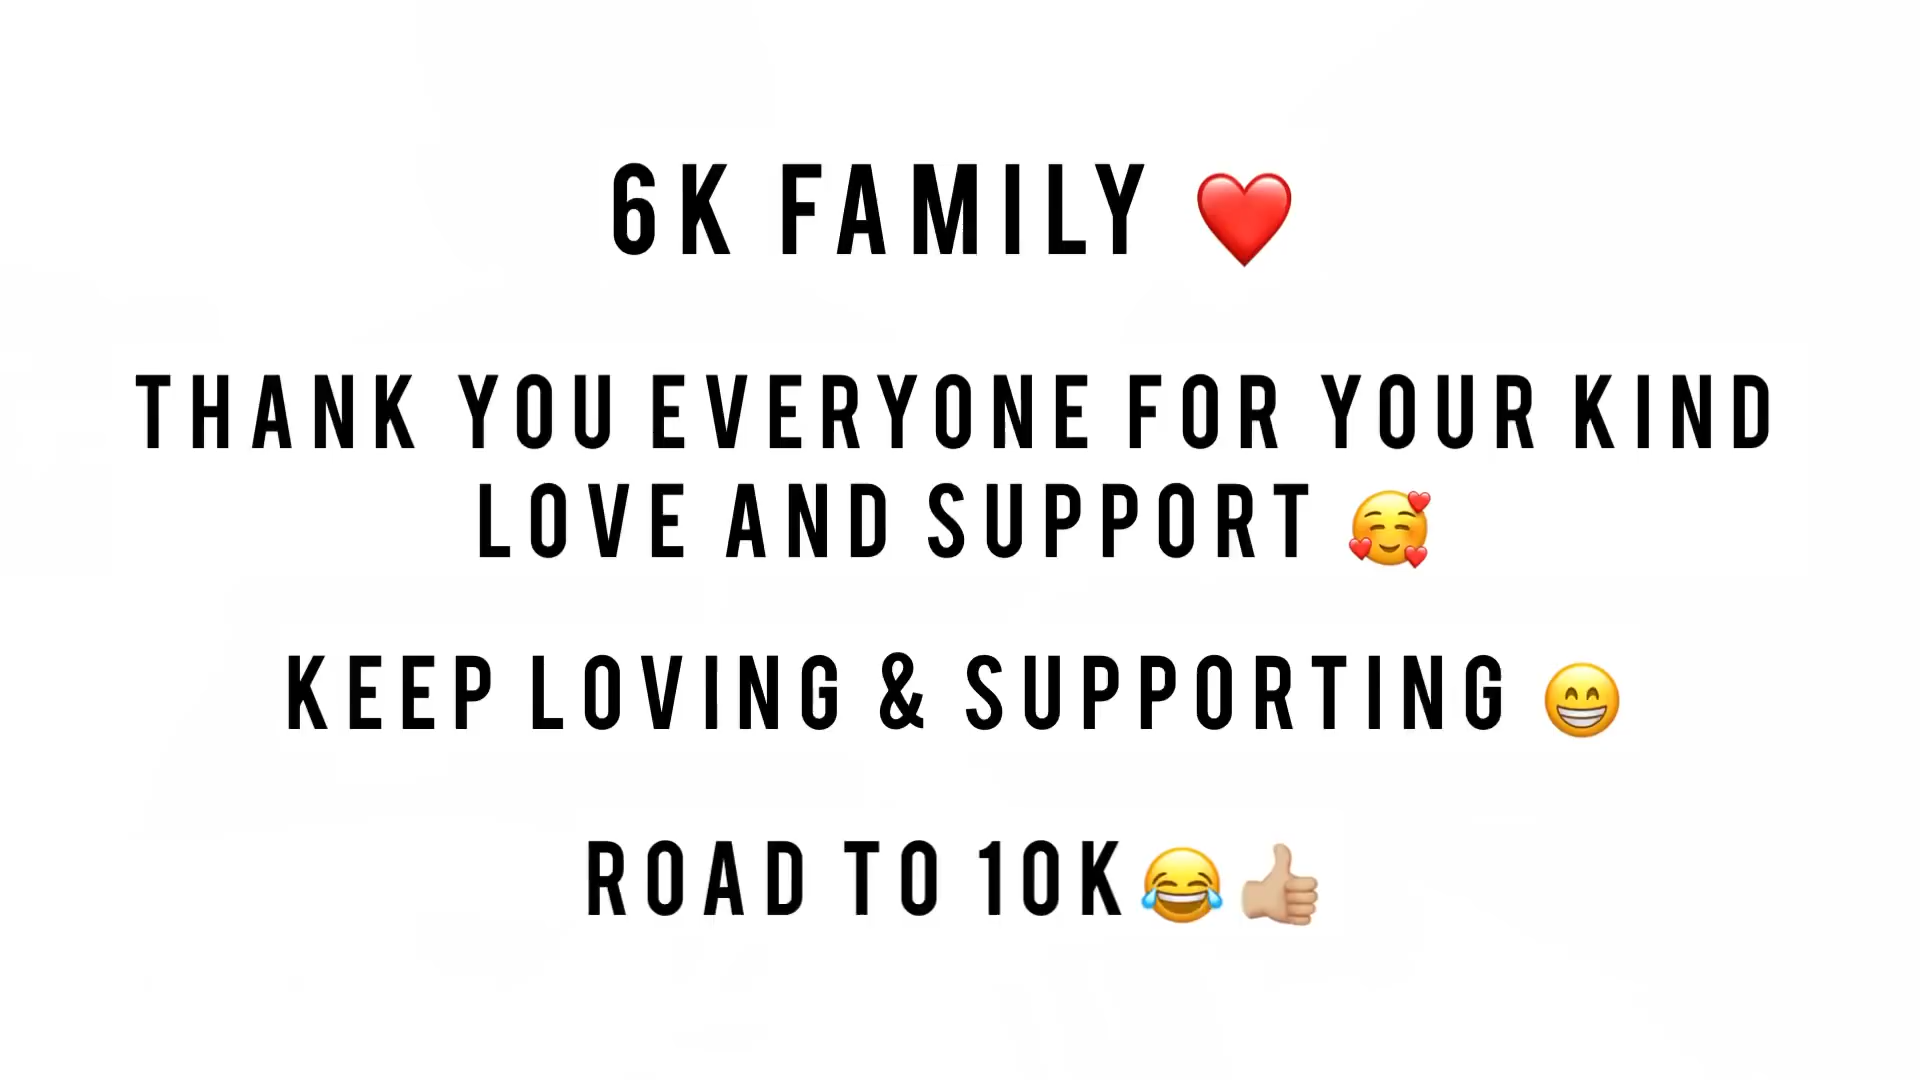 6K FAMILY ❤️
THANK YOU EVERYONE FOR YOUR KIND
LOVE AND SUPPORT 🥰
KEEP LOVING & SUPPORTING 😁
ROAD TO 10K😂👍🏼